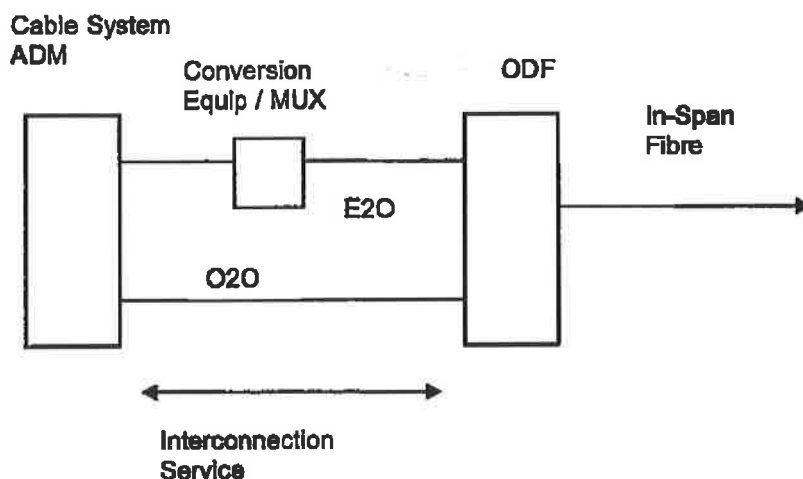 Cable System
ADM
Conversion
Equip / MUX
ODF
In-Span
Fibre
E2O
O2O
Interconnection
Service